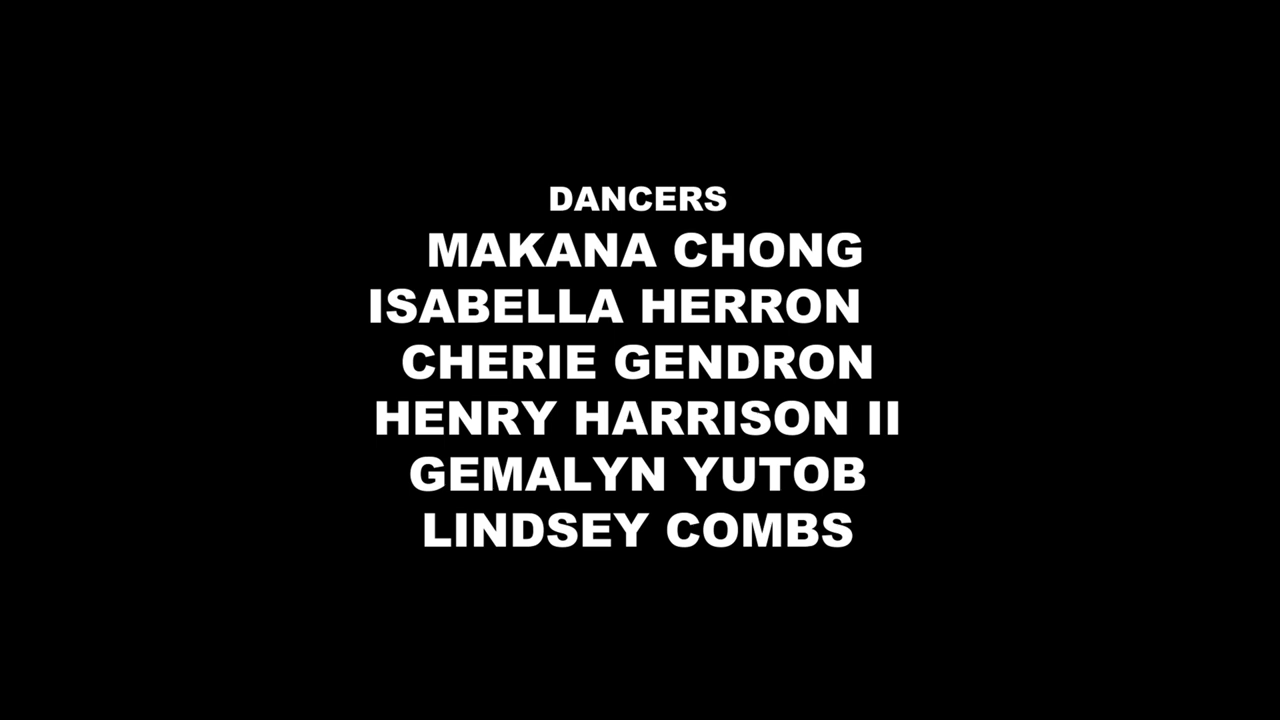 DANCERS
MAKANA CHONG
ISABELLA HERRON
CHERIE GENDRON
HENRY HARRISON II
GEMALYN YUTOB
LINDSEY COMBS